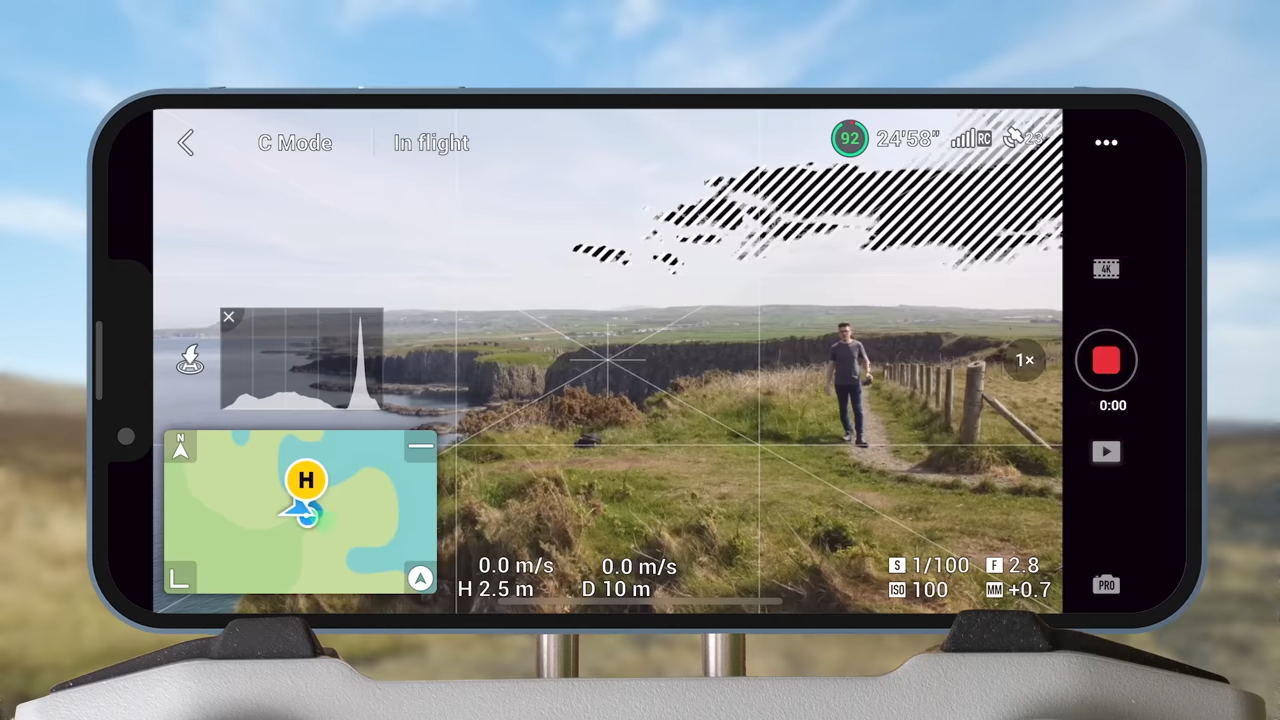 C Mode
In flight
92
24'58"
RC
23
4K
1×
0:00
N
H
0.0 m/s
0.0 m/s
H 2.5 m
D 10 m
S 1/100
F 2.8
ISO 100
MM +0.7
PRO